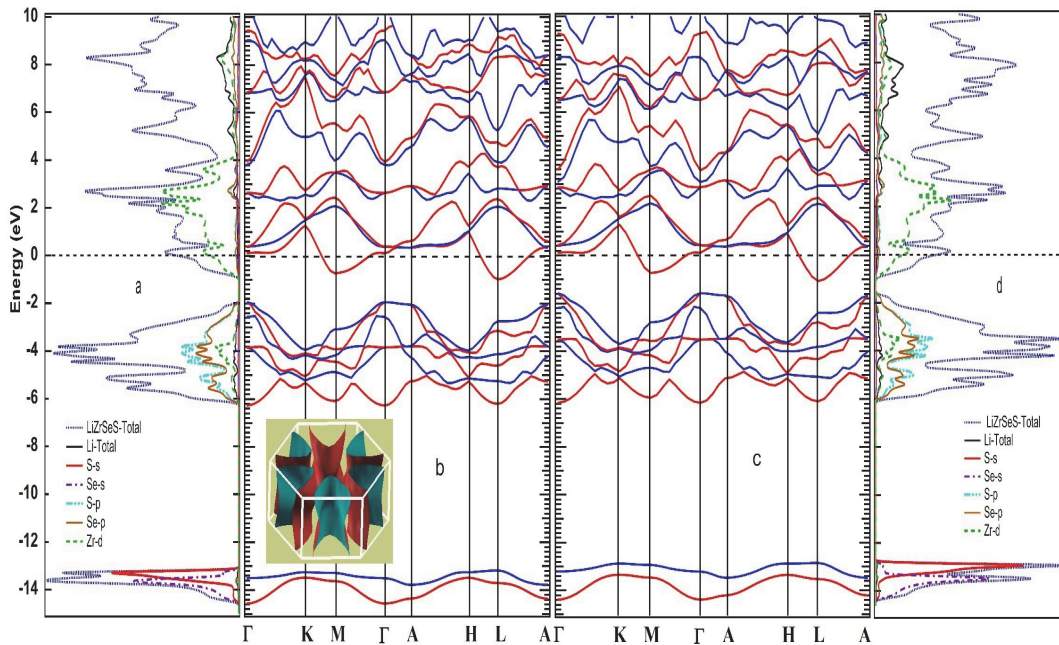 Energy (eV)
10
8
6
4
2
0
-2
-4
-6
-8
-10
-12
-14
a
LiZrSeS-Total
Li-Total
S-s
Se-s
S-p
Se-p
Zr-d
b
c
d
LiZrSeS-Total
Li-Total
S-s
Se-s
S-p
Se-p
Zr-d
Γ K M Γ A H L A
Γ K M Γ A H L A